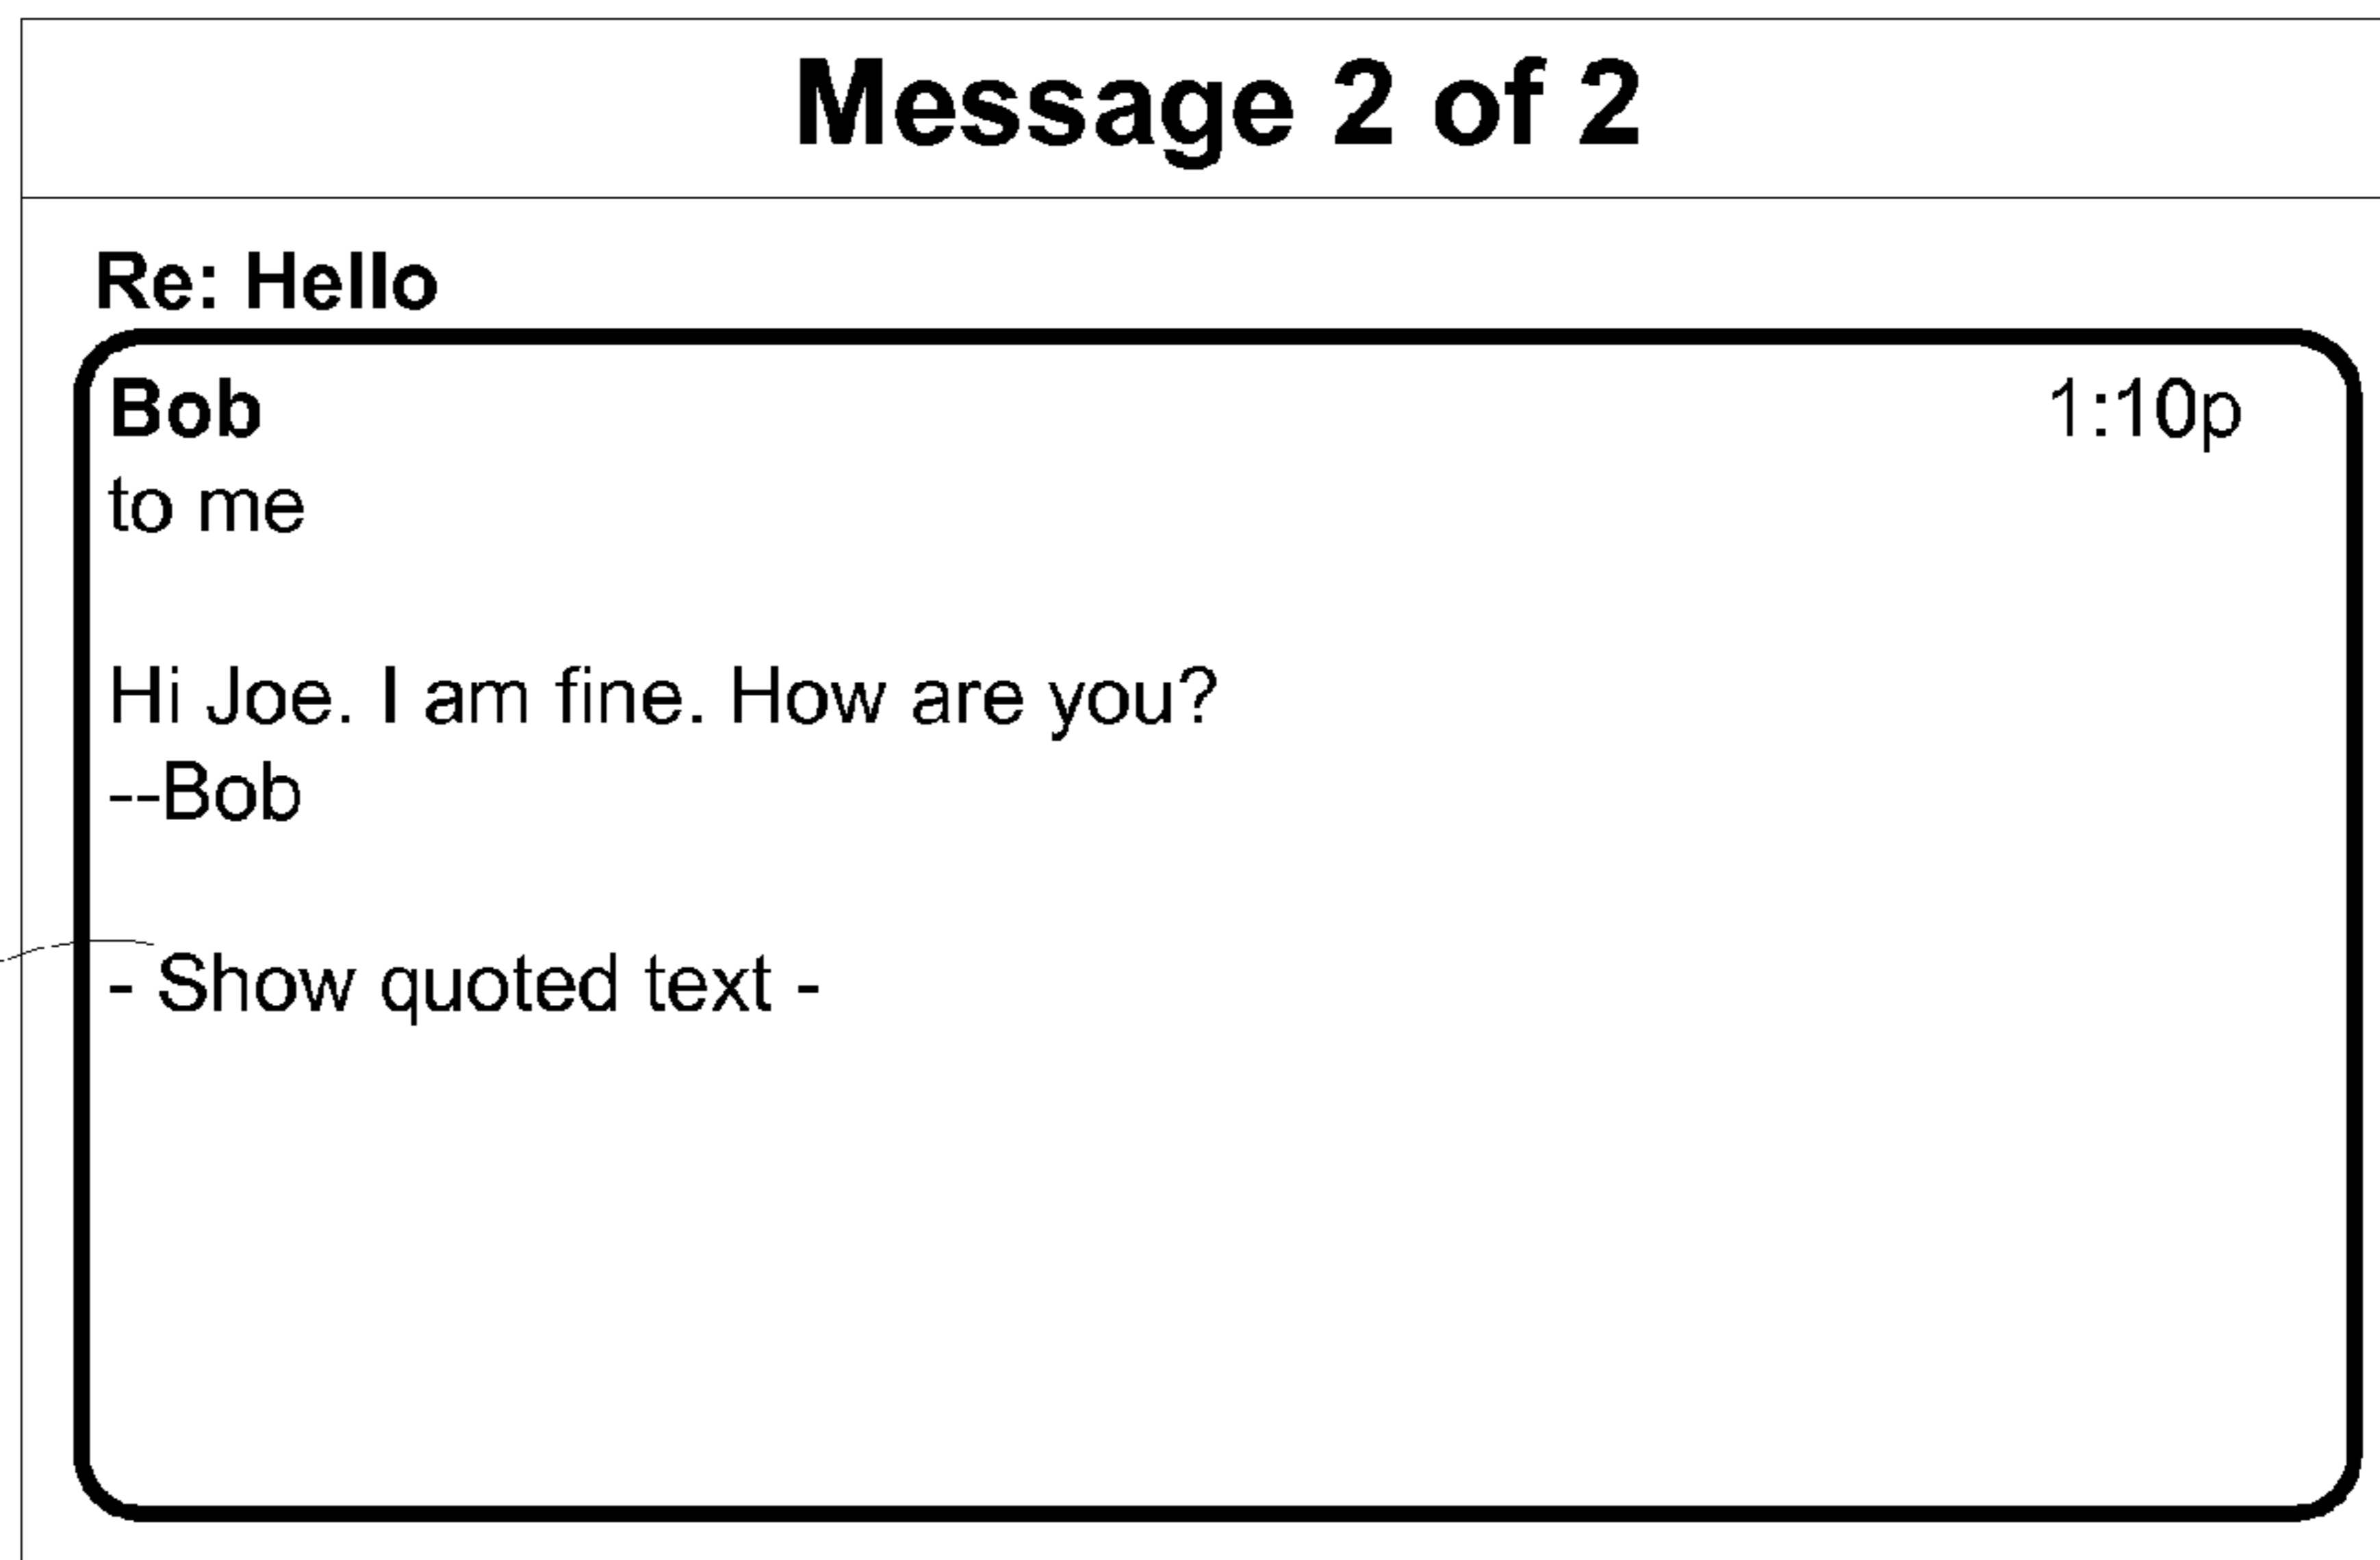 Message 2 of 2
Re: Hello
Bob 1:10p
to me
Hi Joe. I am fine. How are you?
--Bob
- Show quoted text -